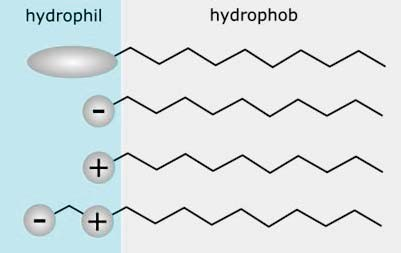 hydrophil hydrophob
-
+
- +